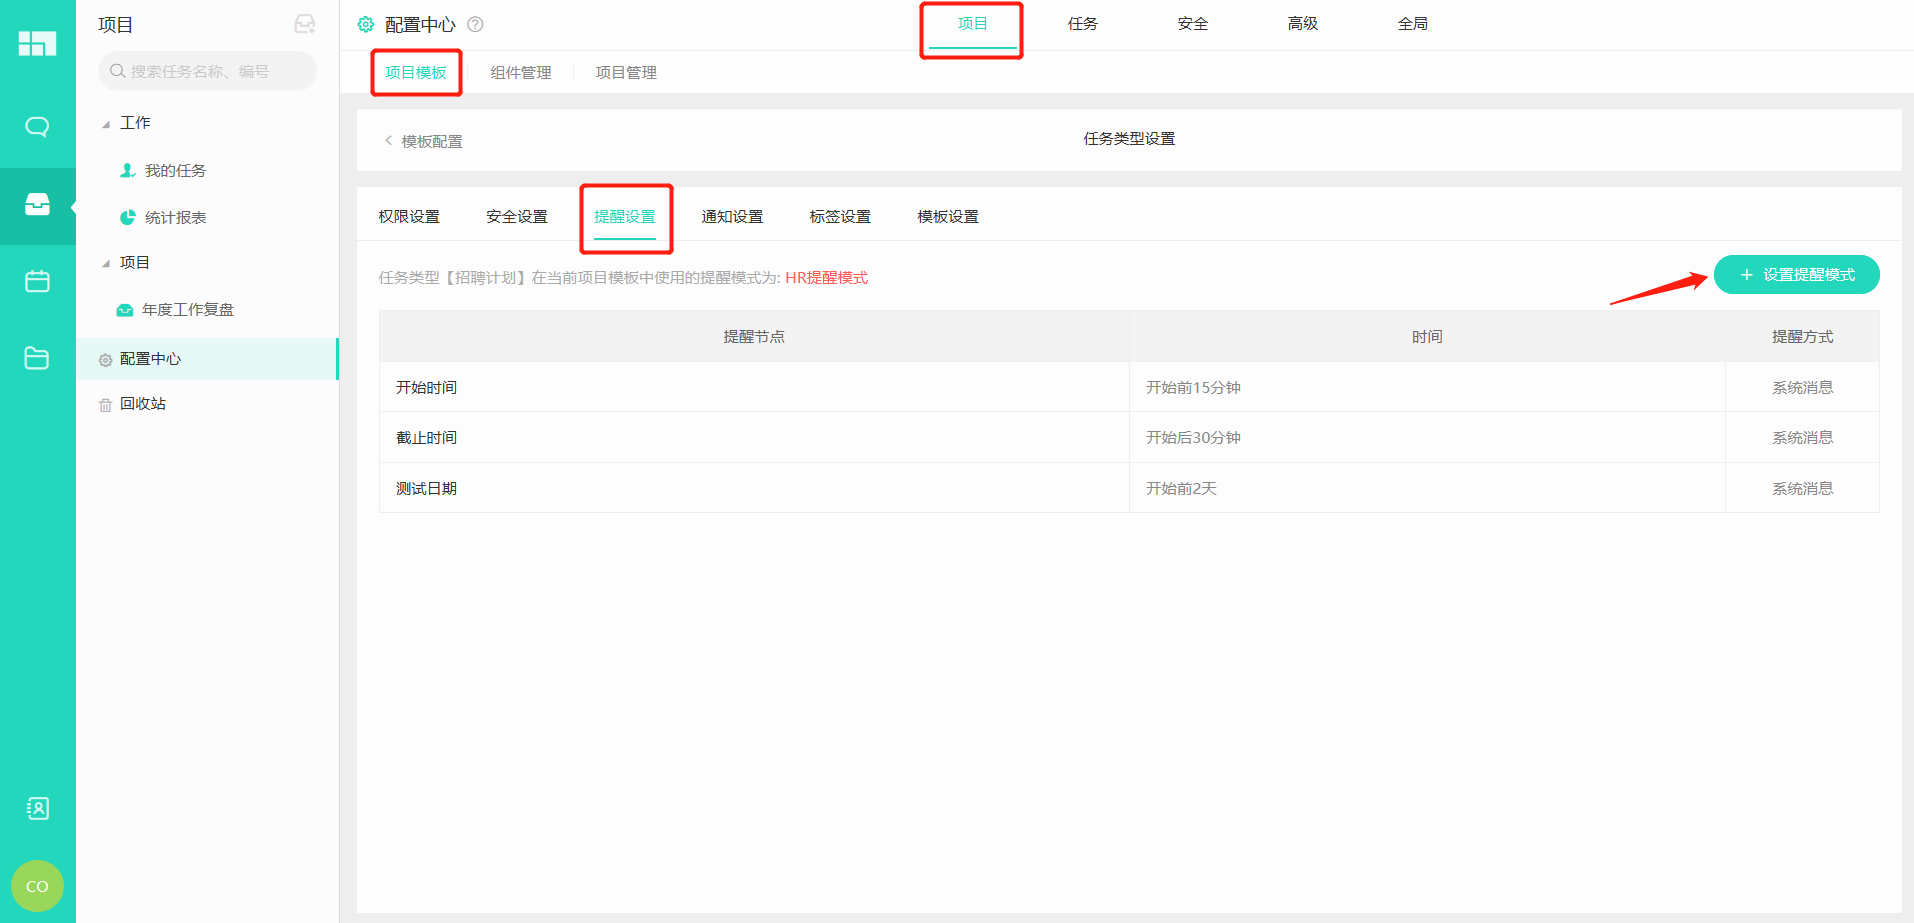 项目
搜索任务名称、编号
工作
我的任务
统计报表
项目
年度工作复盘
配置中心
回收站
CO
配置中心
项目 任务 安全 高级 全局
项目模板 组件管理 项目管理
模板配置 任务类型设置
权限设置 安全设置 提醒设置 通知设置 标签设置 模板设置
任务类型【招聘计划】在当前项目模板中使用的提醒模式为: HR提醒模式
+ 设置提醒模式
提醒节点 时间 提醒方式
开始时间 开始前15分钟 系统消息
截止时间 开始后30分钟 系统消息
测试日期 开始前2天 系统消息